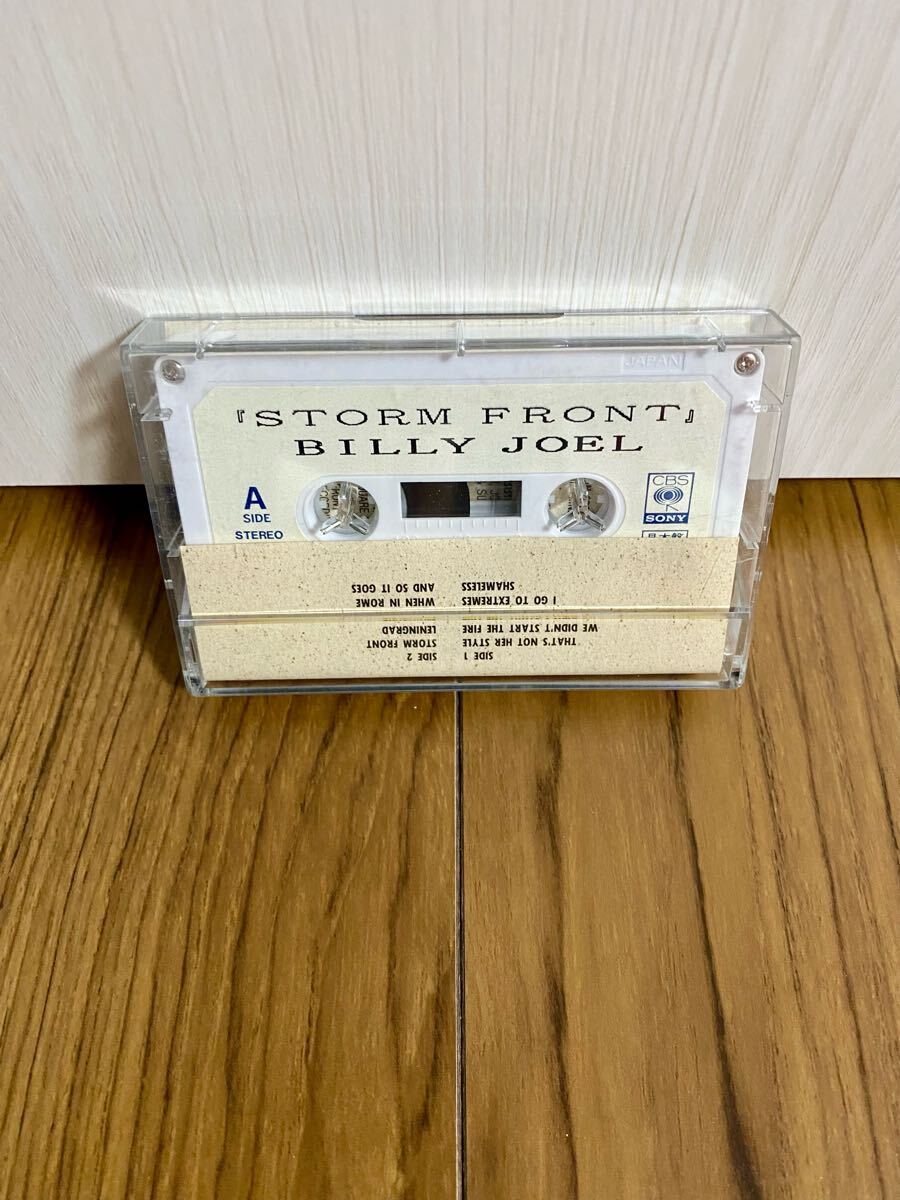 JAPAN
『STORM FRONT』
BILLY JOEL
A
SIDE
STEREO
CBS
SONY
SIDE 1
THAT'S NOT HER STYLE
WE DIDN'T START THE FIRE
I GO TO EXTREMES
SHAMELESS
SIDE 2
STORM FRONT
LENINGRAD
WHEN IN ROME
AND SO IT GOES